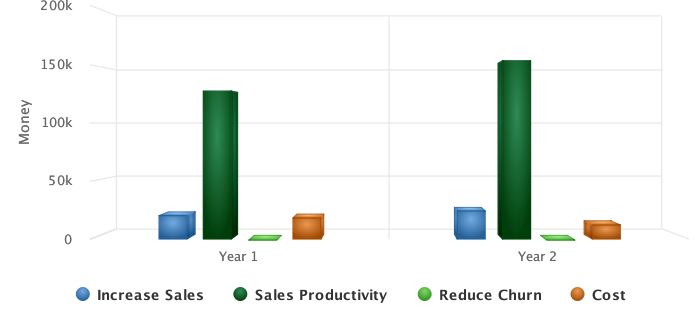 200k
150k
100k
50k
0
Money
Year 1 Year 2
Increase Sales Sales Productivity Reduce Churn Cost